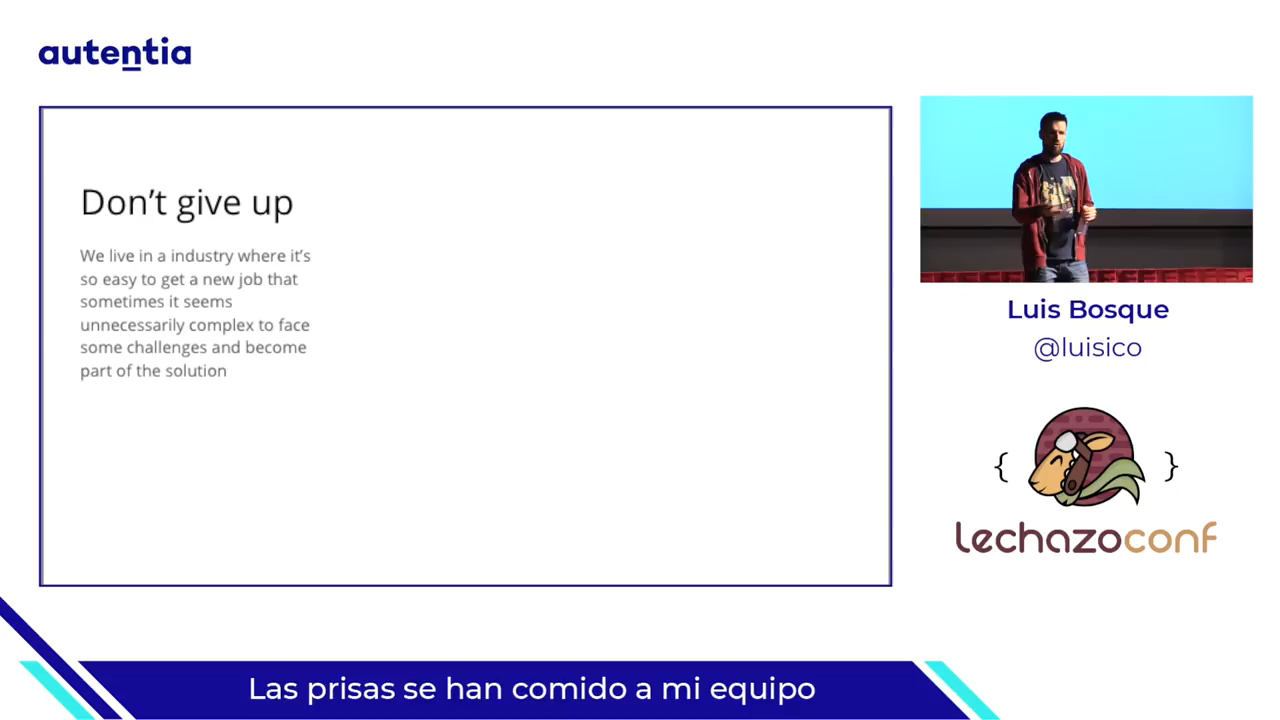 autentia
Don't give up
We live in a industry where it's
so easy to get a new job that
sometimes it seems
unnecessarily complex to face
some challenges and become
part of the solution
Luis Bosque
@luisico
{ }
lechazoconf
Las prisas se han comido a mi equipo